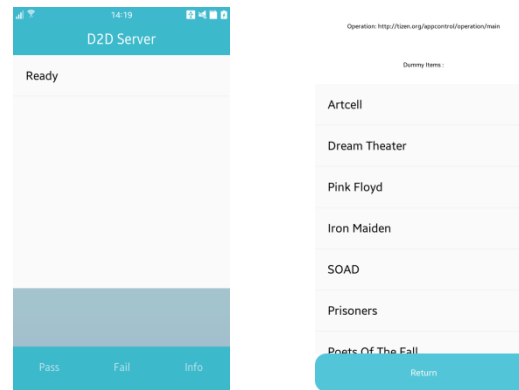 14:19
D2D Server
Ready
Pass Fail Info
Operation: http://tizen.org/appcontrol/operation/main
Dummy Items :
Artcell
Dream Theater
Pink Floyd
Iron Maiden
SOAD
Prisoners
Poets Of The Fall
Return